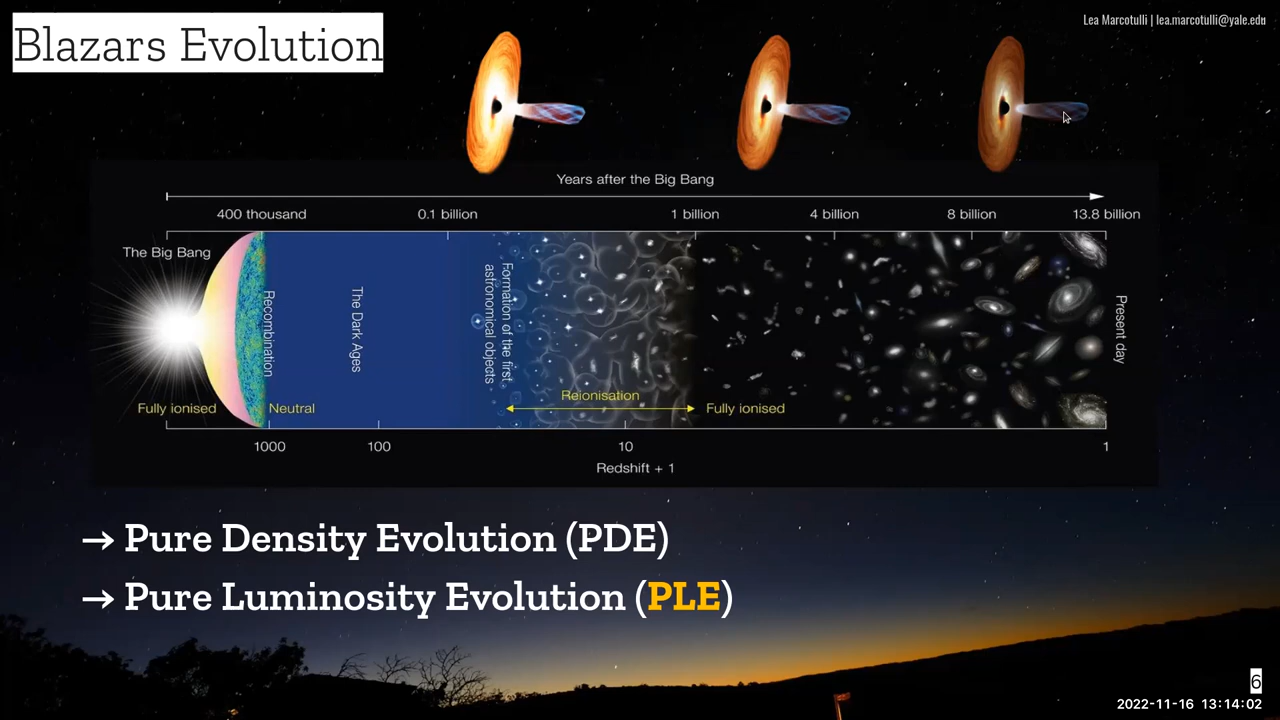 Blazars Evolution
Lea Marcotulli | lea.marcotulli@yale.edu
Years after the Big Bang
400 thousand
0.1 billion
1 billion
4 billion
8 billion
13.8 billion
The Big Bang
Recombination
The Dark Ages
Formation of the first
astronomical objects
Present day
Reionisation
Fully ionised
Neutral
Fully ionised
1000
100
10
1
Redshift + 1
→ Pure Density Evolution (PDE)
→ Pure Luminosity Evolution (PLE)
6
2022-11-16 13:14:02